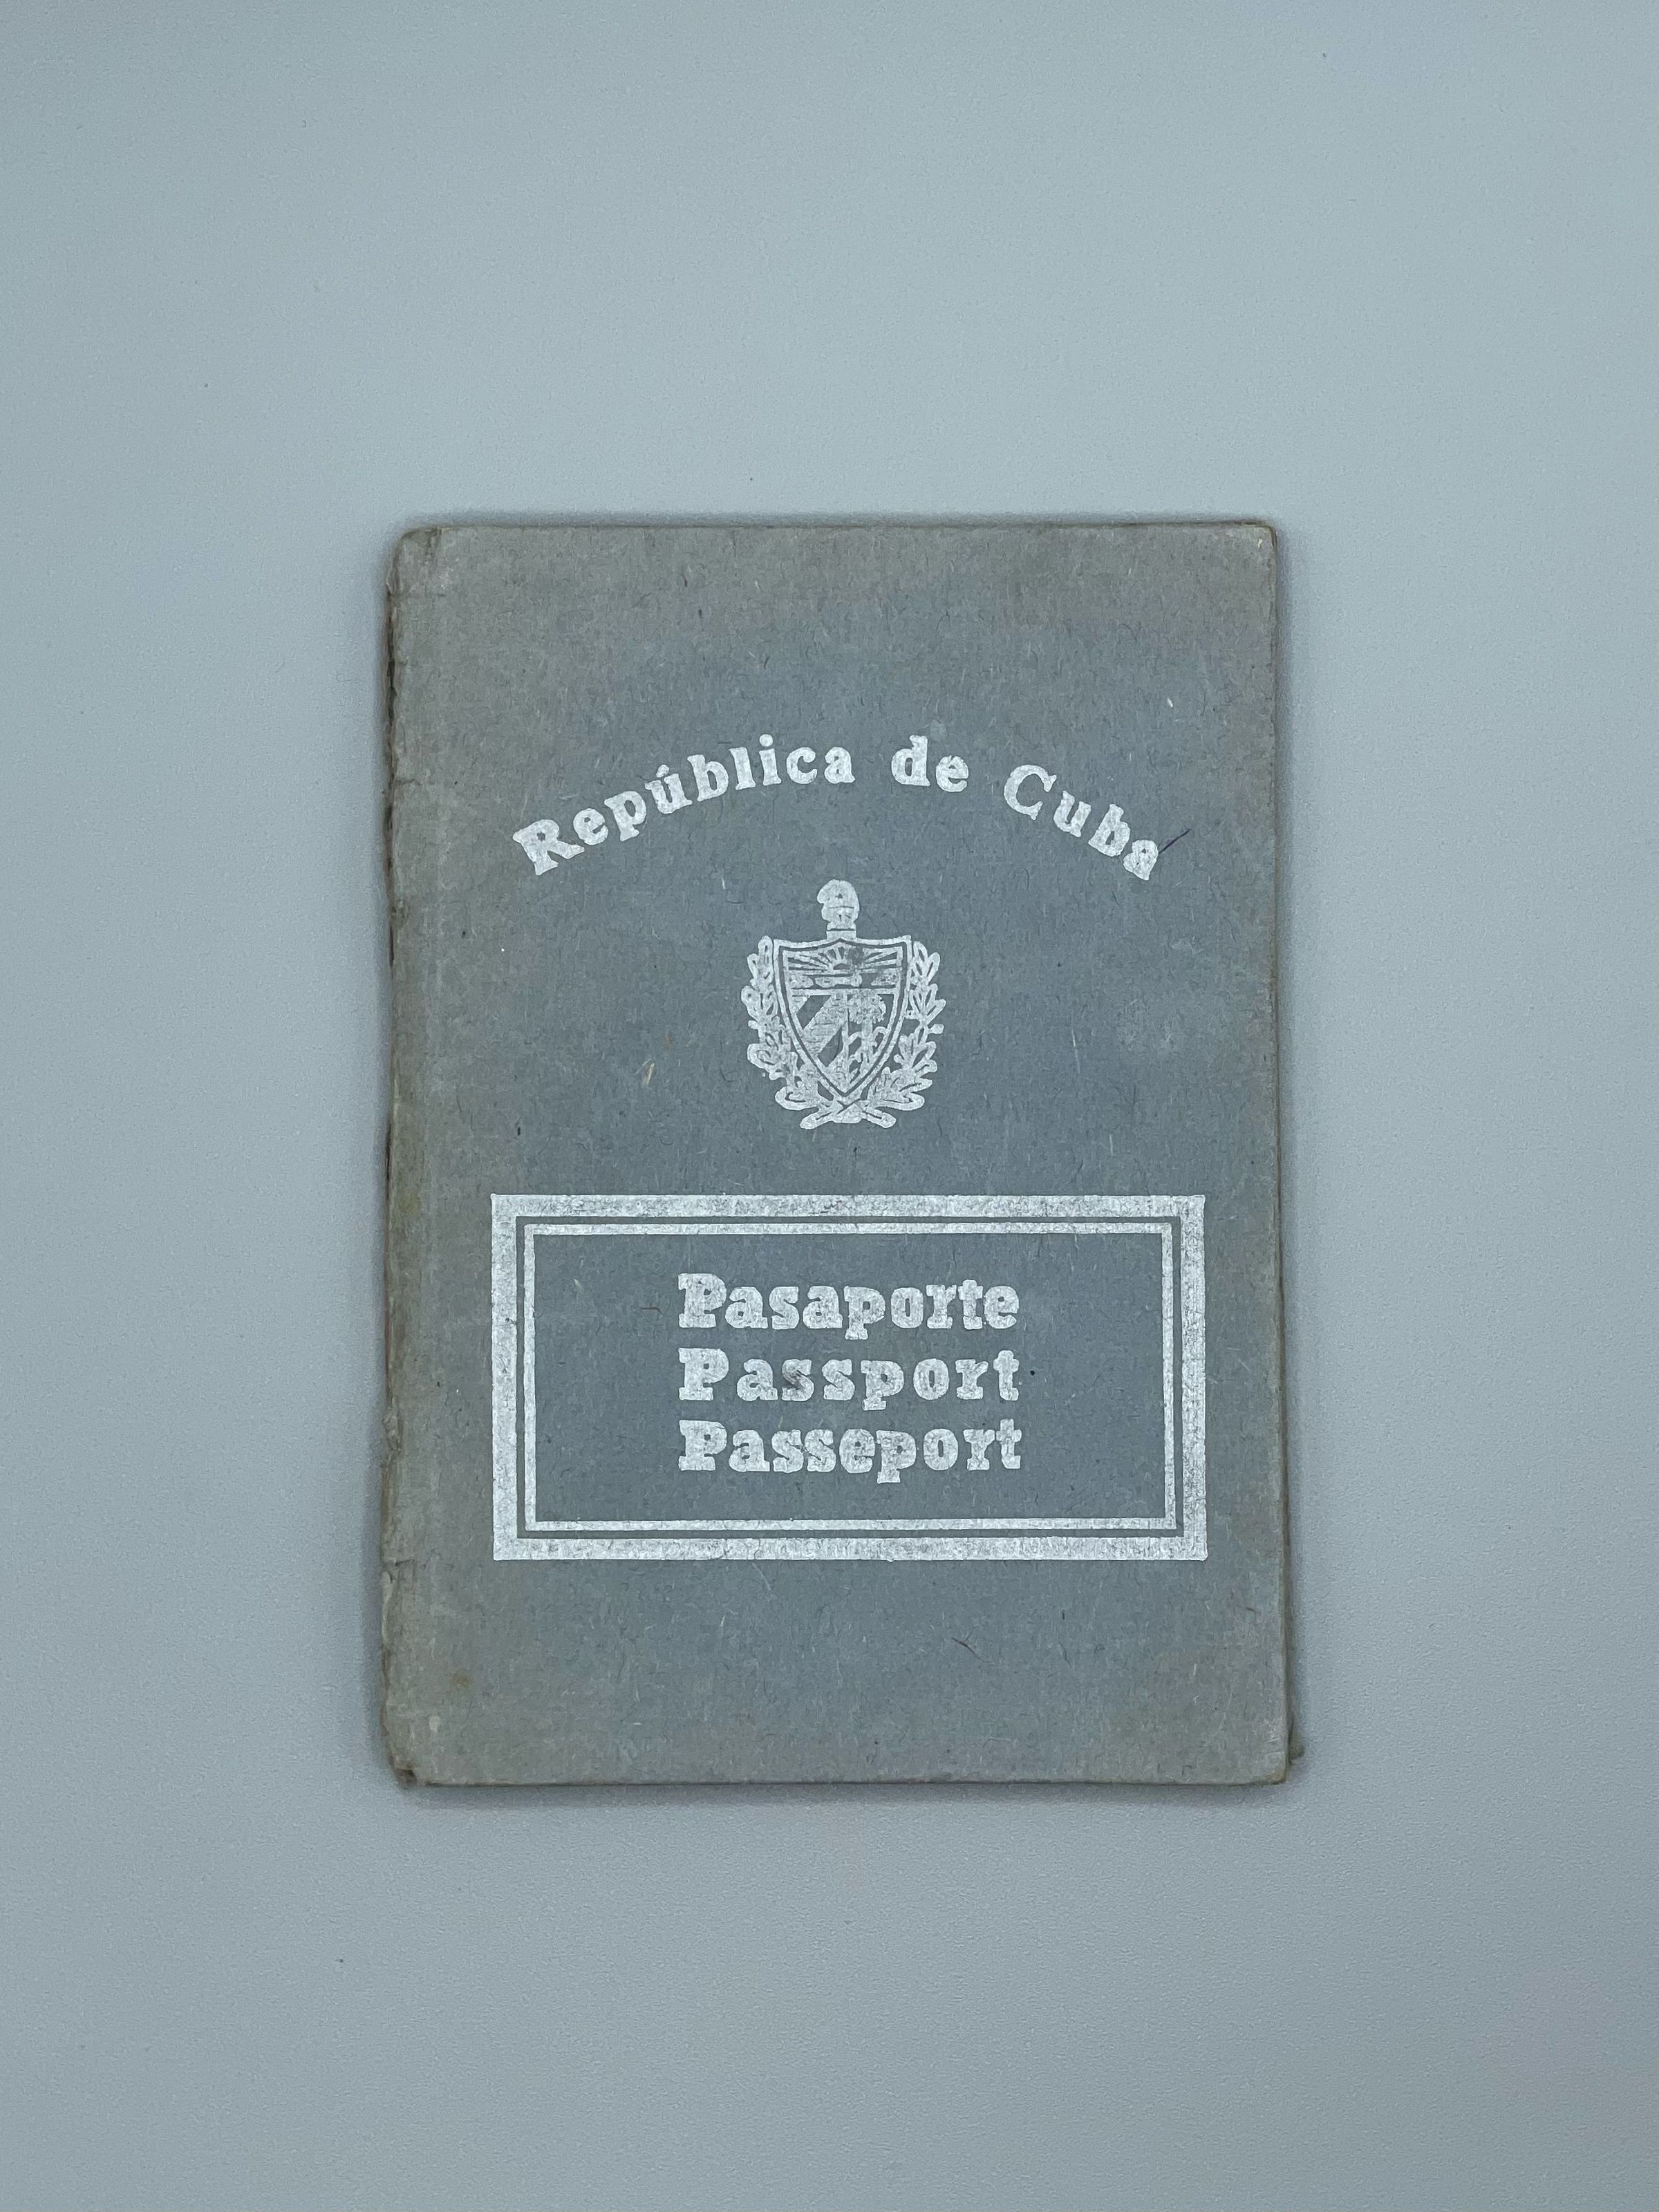 República de Cuba
Pasaporte
Passport
Passeport